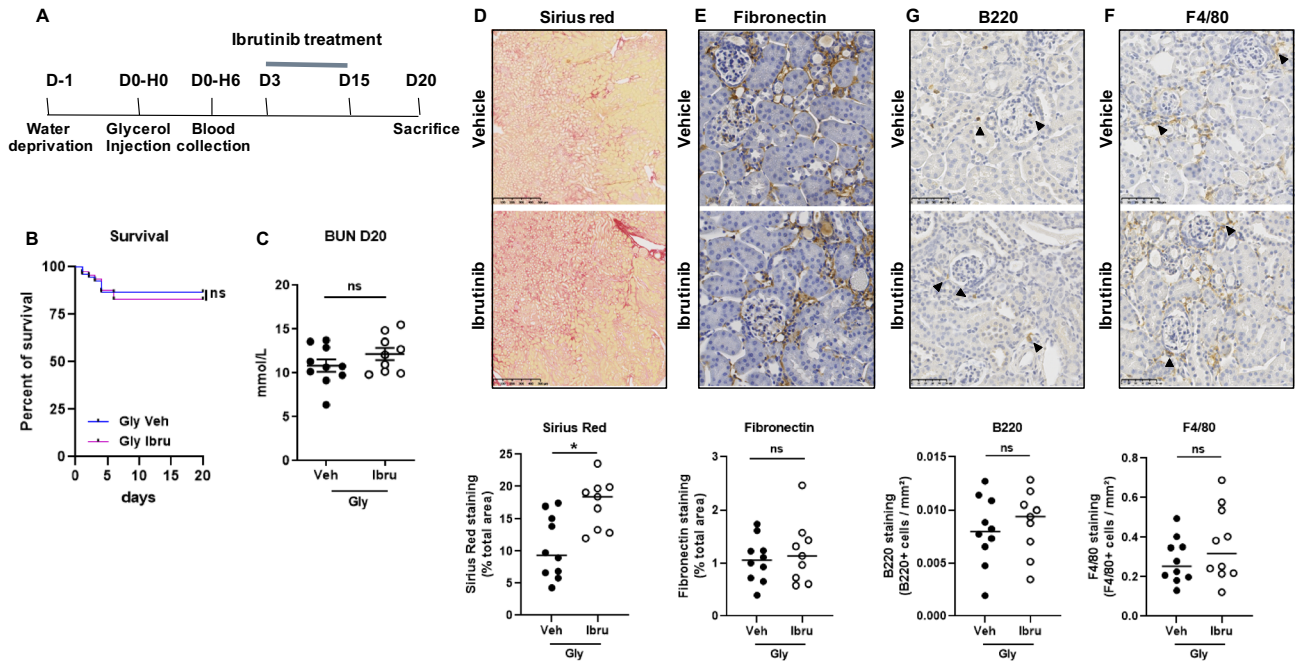 A
Ibrutinib treatment
D-1 D0-H0 D0-H6 D3 D15 D20
Water deprivation
Glycerol Injection
Blood collection
Sacrifice
B
Survival
Percent of survival
100
75
50
25
0
ns
Gly Veh
Gly Ibru
0 5 10 15 20
days
C
BUN D20
mmol/L
20
15
10
5
0
ns
Veh Ibru
Gly
D
Sirius red
Vehicle
Ibrutinib
Sirius Red
Sirius Red staining
(% total area)
25
20
15
10
5
0
*
Veh Ibru
Gly
E
Fibronectin
Vehicle
Ibrutinib
Fibronectin
Fibronectin staining
(% total area)
3
2
1
0
ns
Veh Ibru
Gly
G
B220
Vehicle
Ibrutinib
B220
B220 staining
(B220+ cells / mm²)
0.015
0.010
0.005
0.000
ns
Veh Ibru
Gly
F
F4/80
Vehicle
Ibrutinib
F4/80
F4/80 staining
(F4/80+ cells / mm²)
0.8
0.6
0.4
0.2
0.0
ns
Veh Ibru
Gly